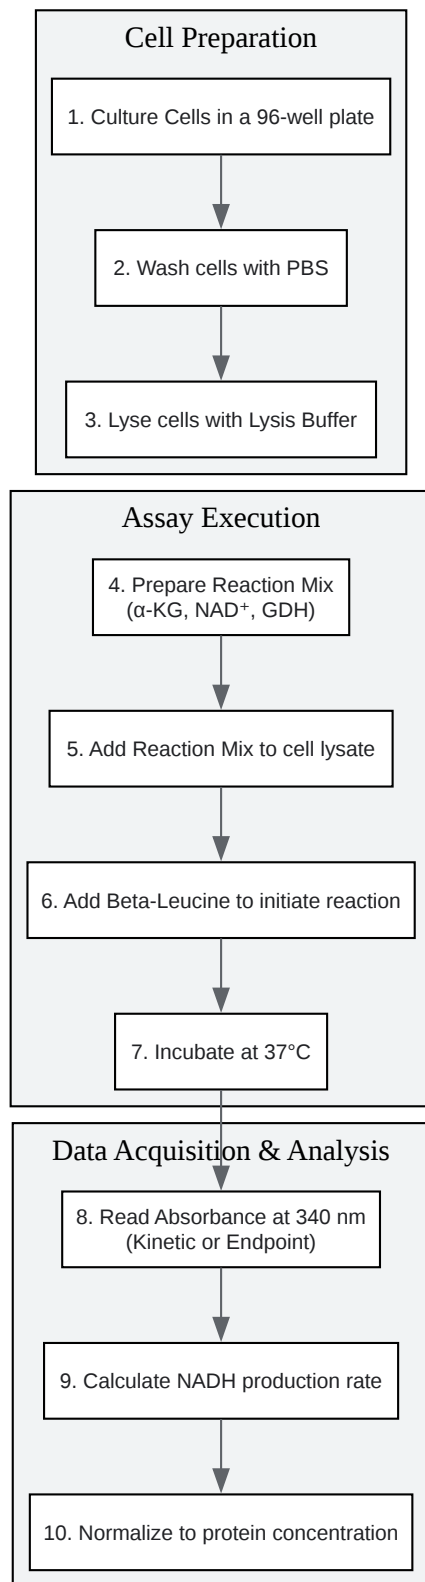 Cell Preparation
1. Culture Cells in a 96-well plate
2. Wash cells with PBS
3. Lyse cells with Lysis Buffer
Assay Execution
4. Prepare Reaction Mix
(α-KG, NAD⁺, GDH)
5. Add Reaction Mix to cell lysate
6. Add Beta-Leucine to initiate reaction
7. Incubate at 37°C
Data Acquisition & Analysis
8. Read Absorbance at 340 nm
(Kinetic or Endpoint)
9. Calculate NADH production rate
10. Normalize to protein concentration